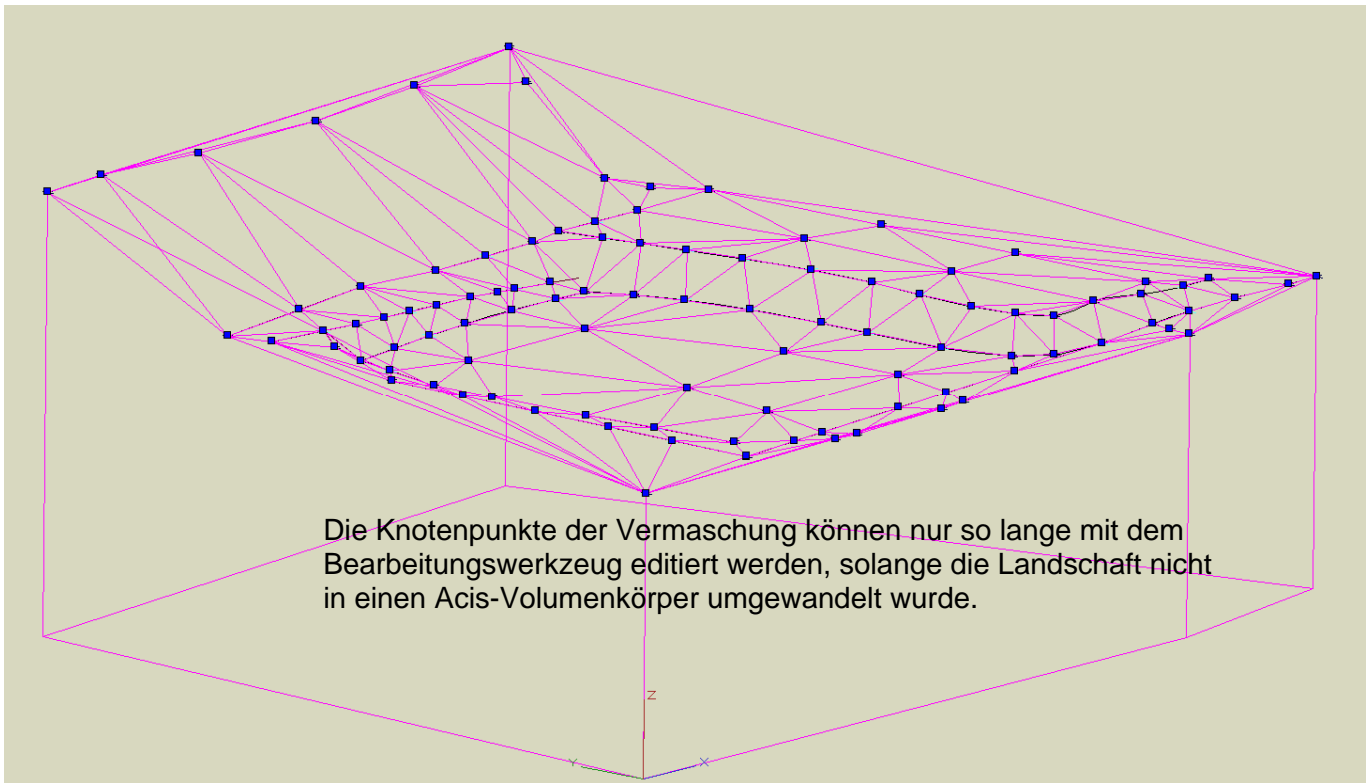 Die Knotenpunkte der Vermaschung können nur so lange mit dem
Bearbeitungswerkzeug editiert werden, solange die Landschaft nicht
in einen Acis-Volumenkörper umgewandelt wurde.
Z
Y
X